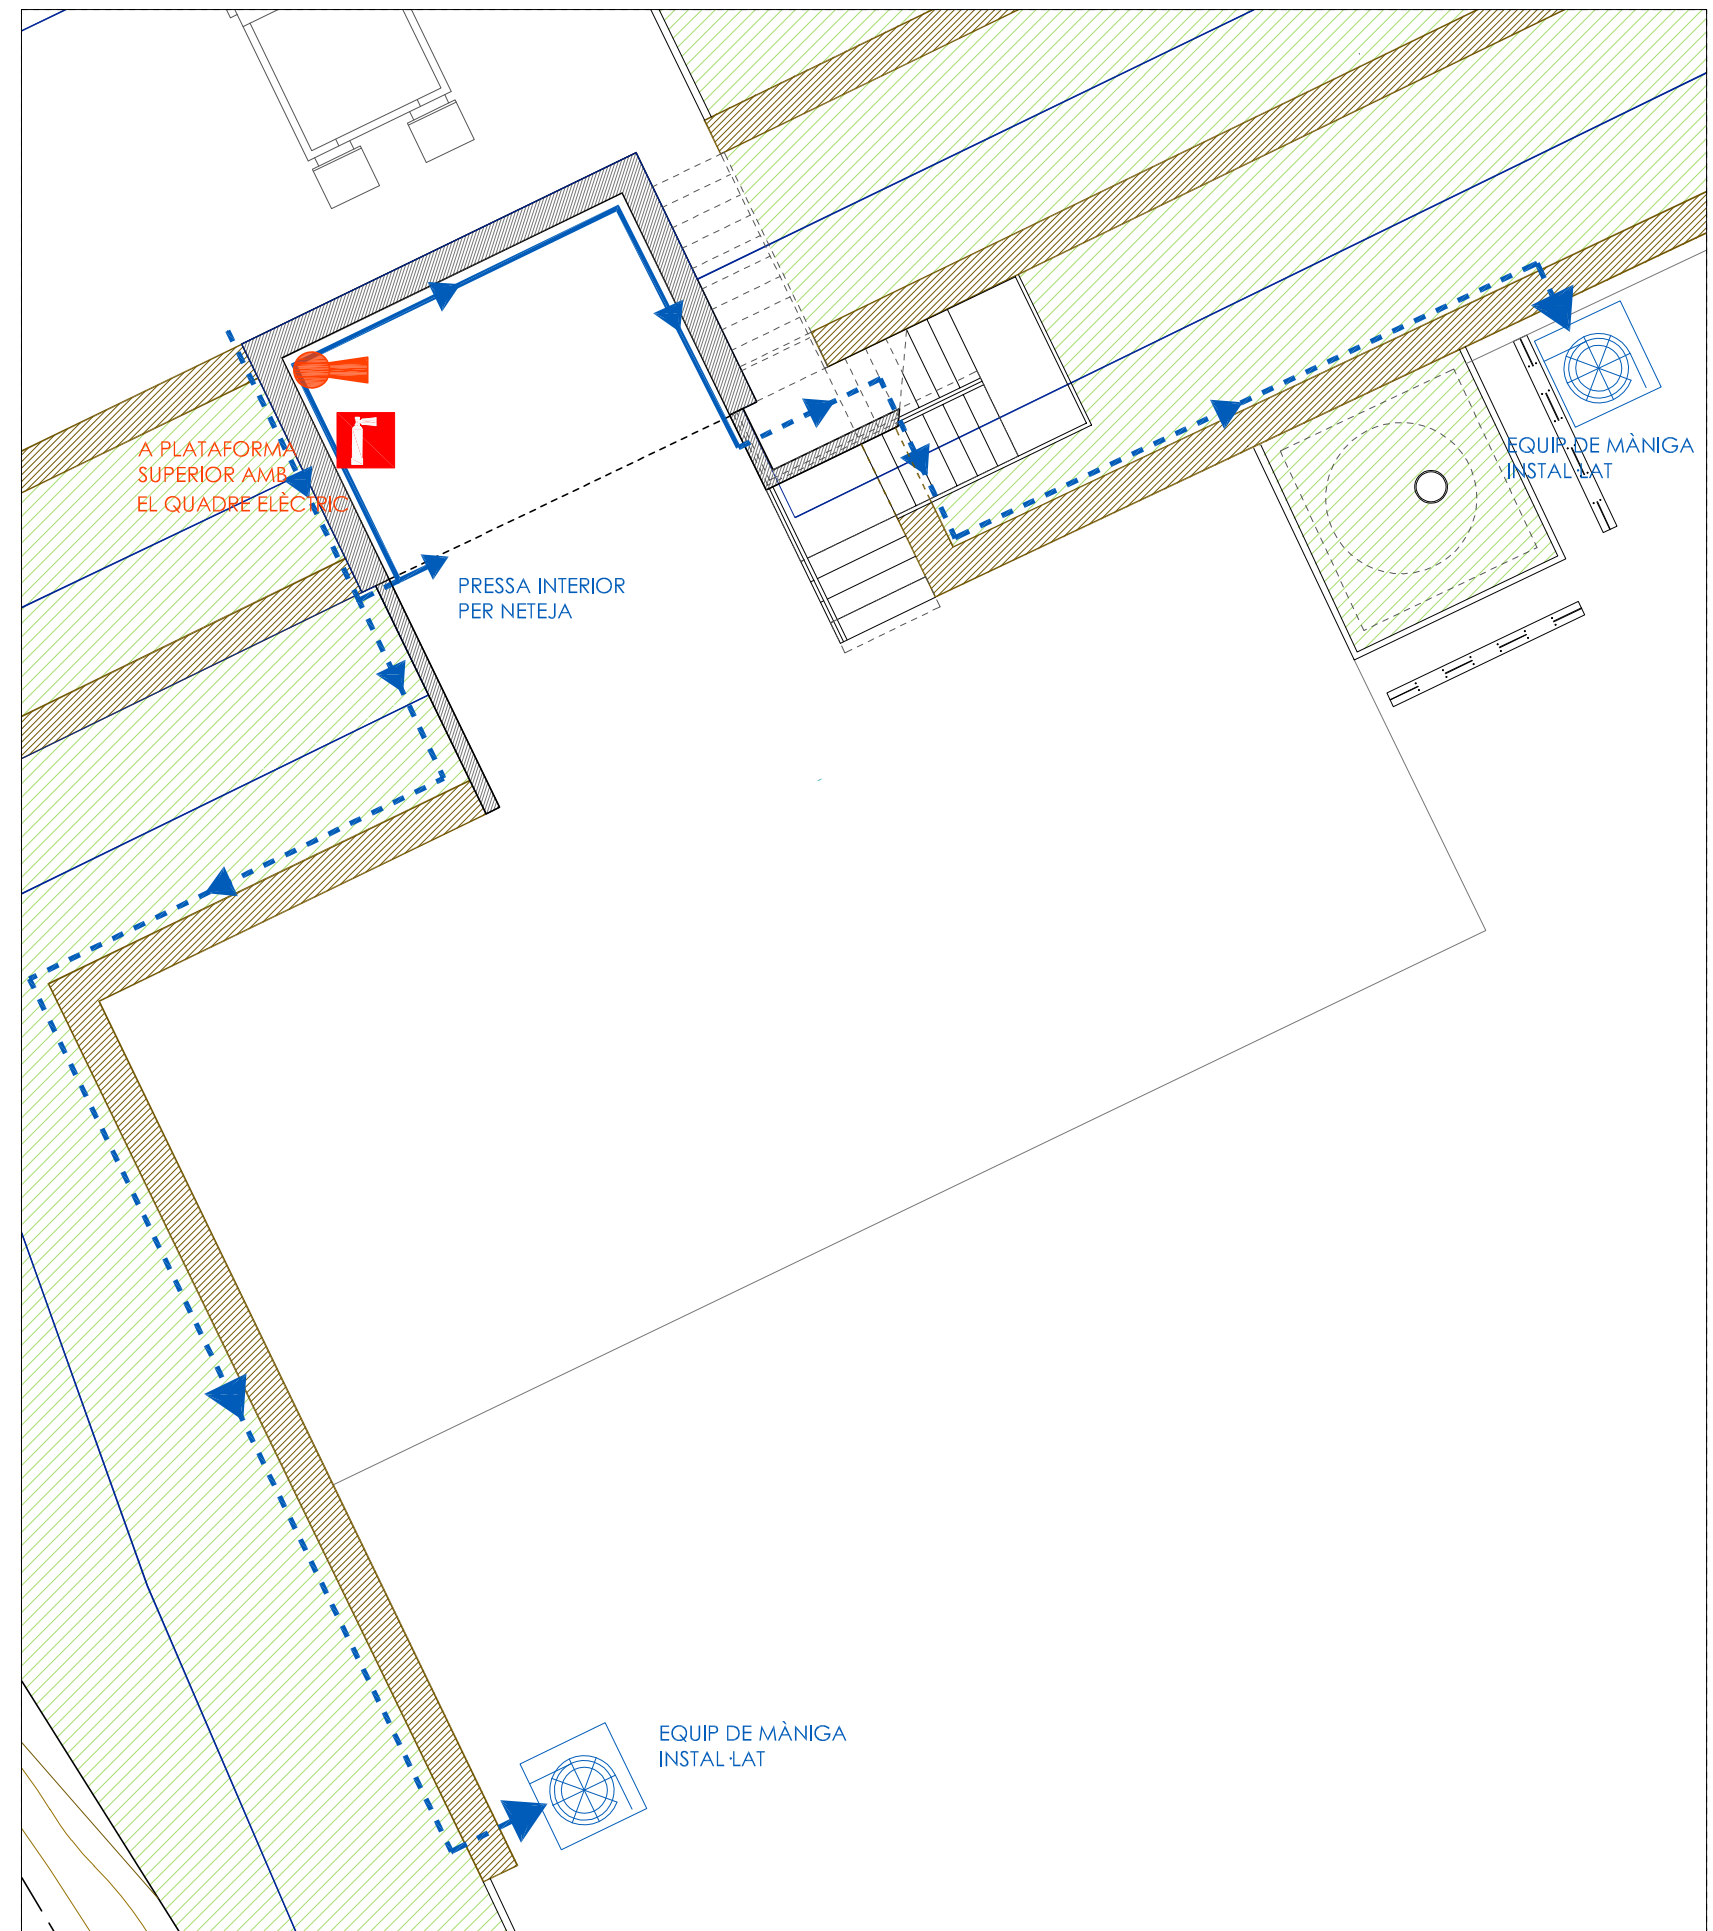 EQUIP DE MÀNIGA
INSTAL·LAT
A PLATAFORMA
SUPERIOR AMB
EL QUADRE ELÈCTRIC
PRESSA INTERIOR
PER NETEJA
EQUIP DE MÀNIGA
INSTAL·LAT